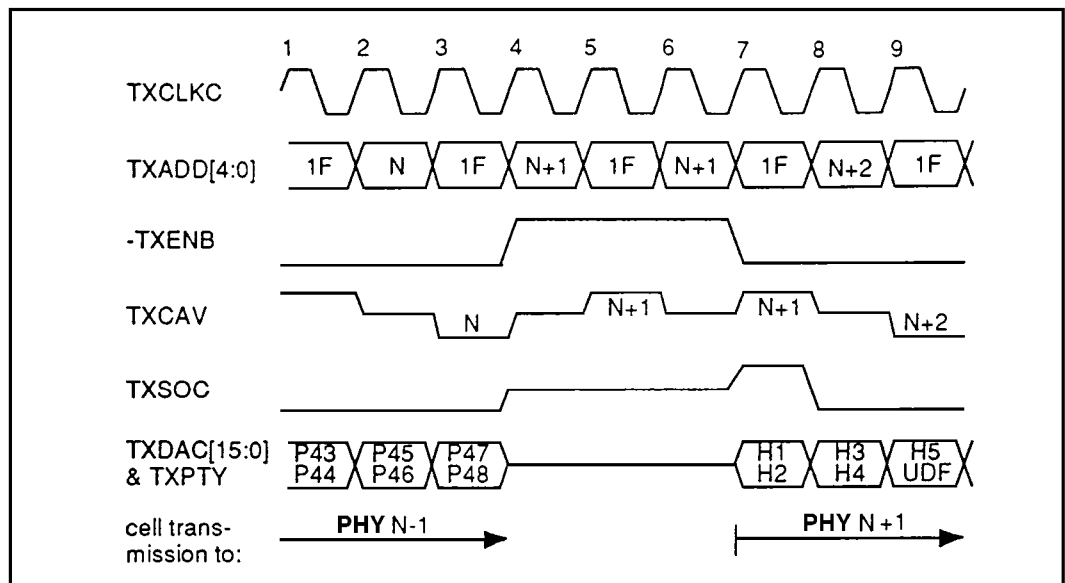 1 2 3 4 5 6 7 8 9
TXCLKC
TXADD[4:0] 1F N 1F N+1 1F N+1 1F N+2 1F
-TXENB
TXCAV N N+1 N+1 N+2
TXSOC
TXDAC[15:0] P43 P45 P47 H1 H3 H5
& TXPTY P44 P46 P48 H2 H4 UDF
cell trans- PHY N-1 PHY N+1
mission to: